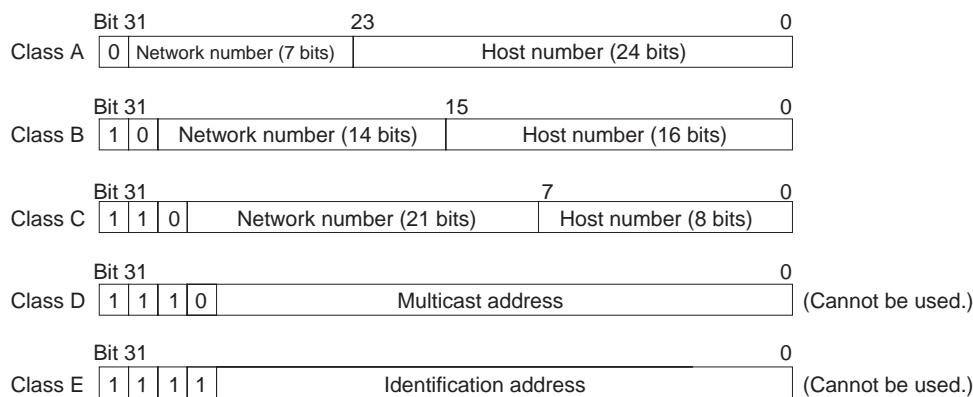 Bit 31 23 0
Class A 0 Network number (7 bits) Host number (24 bits)
Bit 31 15 0
Class B 1 0 Network number (14 bits) Host number (16 bits)
Bit 31 7 0
Class C 1 1 0 Network number (21 bits) Host number (8 bits)
Bit 31 0
Class D 1 1 1 0 Multicast address (Cannot be used.)
Bit 31 0
Class E 1 1 1 1 Identification address (Cannot be used.)